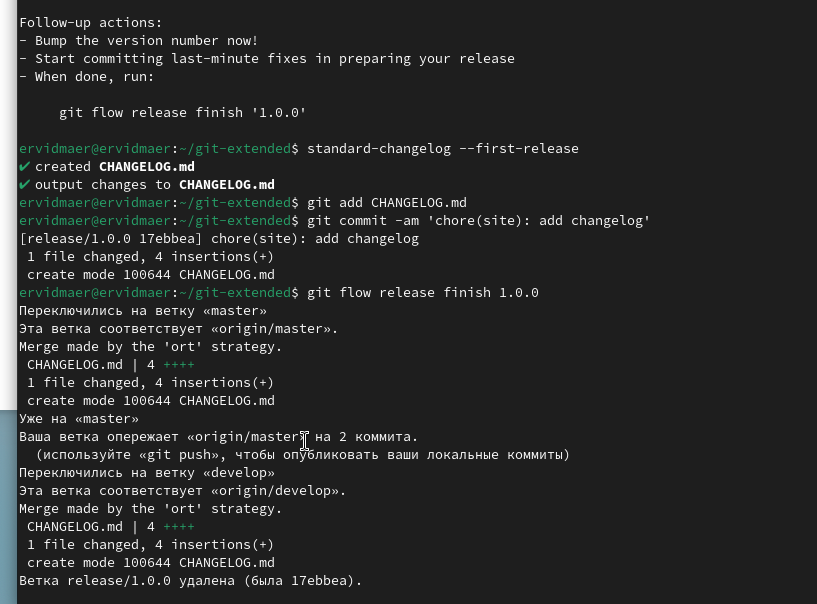 Follow-up actions:
- Bump the version number now!
- Start committing last-minute fixes in preparing your release
- When done, run:
git flow release finish '1.0.0'
ervidmaer@ervidmaer:~/git-extended$ standard-changelog --first-release
✔ created CHANGELOG.md
✔ output changes to CHANGELOG.md
ervidmaer@ervidmaer:~/git-extended$ git add CHANGELOG.md
ervidmaer@ervidmaer:~/git-extended$ git commit -am 'chore(site): add changelog'
[release/1.0.0 17ebbea] chore(site): add changelog
1 file changed, 4 insertions(+)
create mode 100644 CHANGELOG.md
ervidmaer@ervidmaer:~/git-extended$ git flow release finish 1.0.0
Переключились на ветку «master»
Эта ветка соответствует «origin/master».
Merge made by the 'ort' strategy.
CHANGELOG.md | 4 ++++
1 file changed, 4 insertions(+)
create mode 100644 CHANGELOG.md
Уже на «master»
Ваша ветка опережает «origin/master» на 2 коммита.
(используйте «git push», чтобы опубликовать ваши локальные коммиты)
Переключились на ветку «develop»
Эта ветка соответствует «origin/develop».
Merge made by the 'ort' strategy.
CHANGELOG.md | 4 ++++
1 file changed, 4 insertions(+)
create mode 100644 CHANGELOG.md
Ветка release/1.0.0 удалена (была 17ebbea).